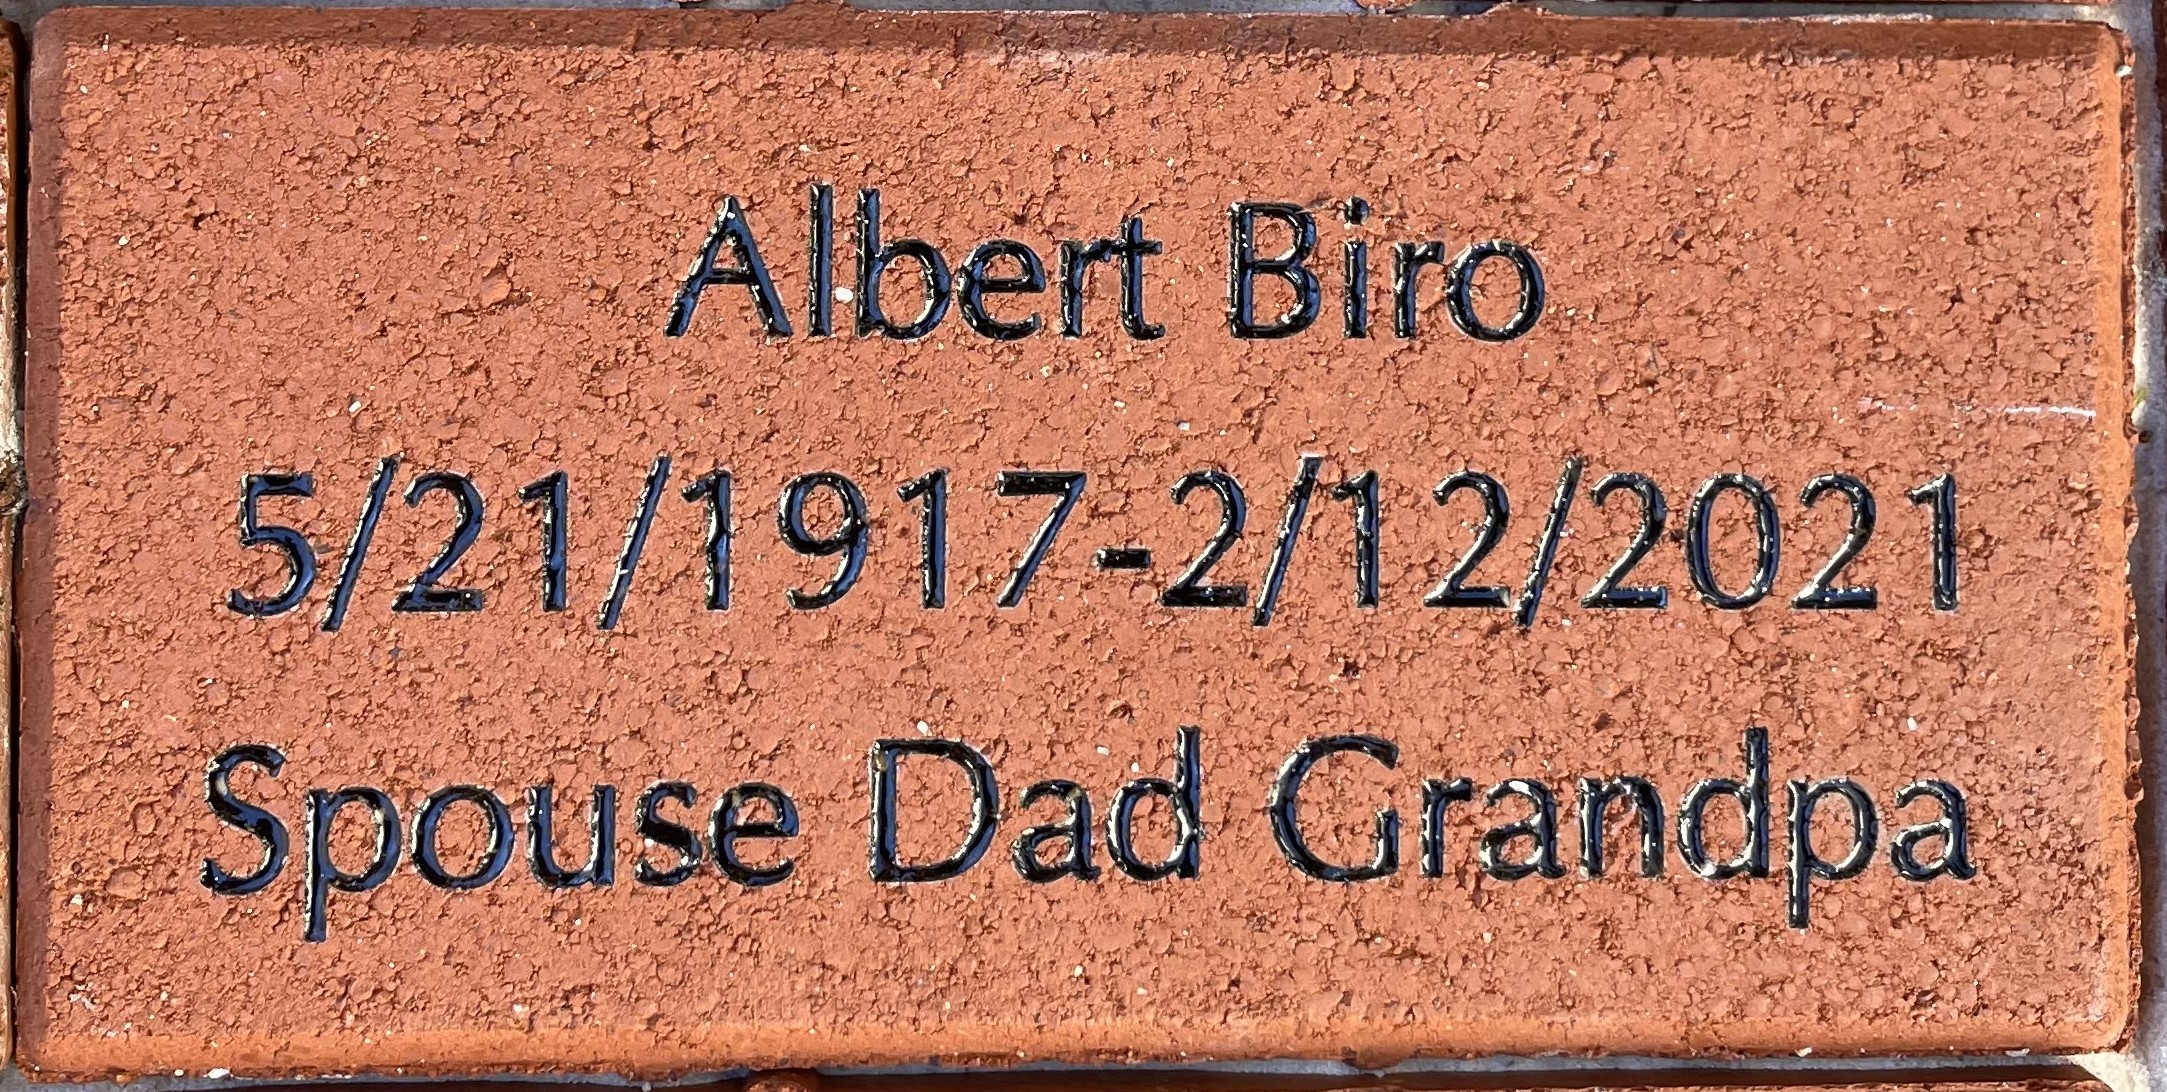 Albert Biro
5/21/1917-2/12/2021
Spouse Dad Grandpa